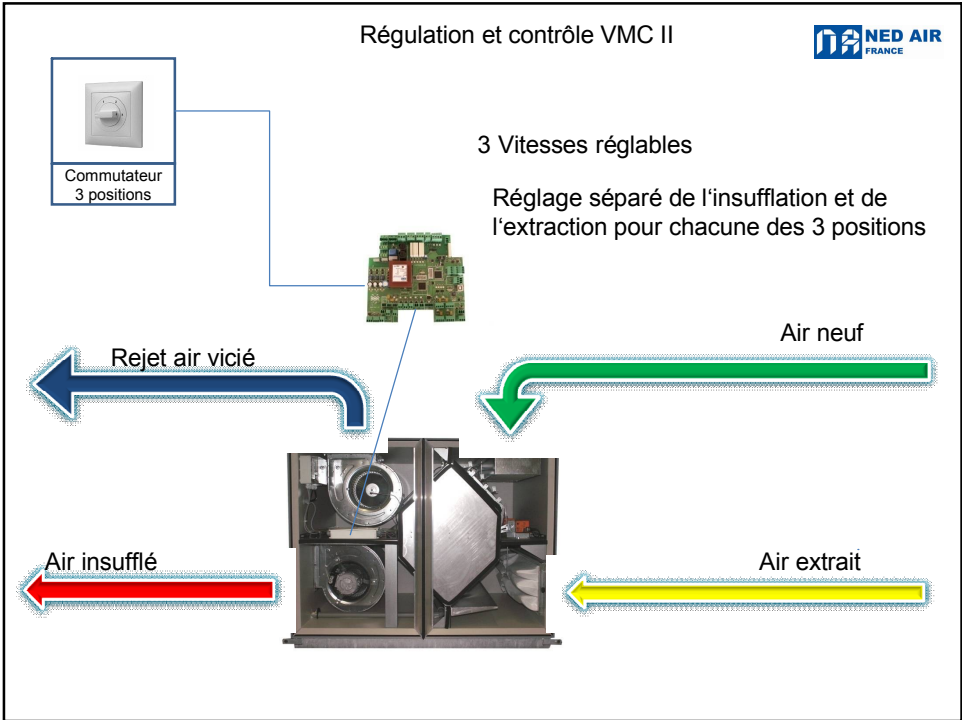 Régulation et contrôle VMC II
NED AIR
FRANCE
Commutateur
3 positions
3 Vitesses réglables
Réglage séparé de l‘insufflation et de
l‘extraction pour chacune des 3 positions
Air neuf
Rejet air vicié
Air insufflé
Air extrait